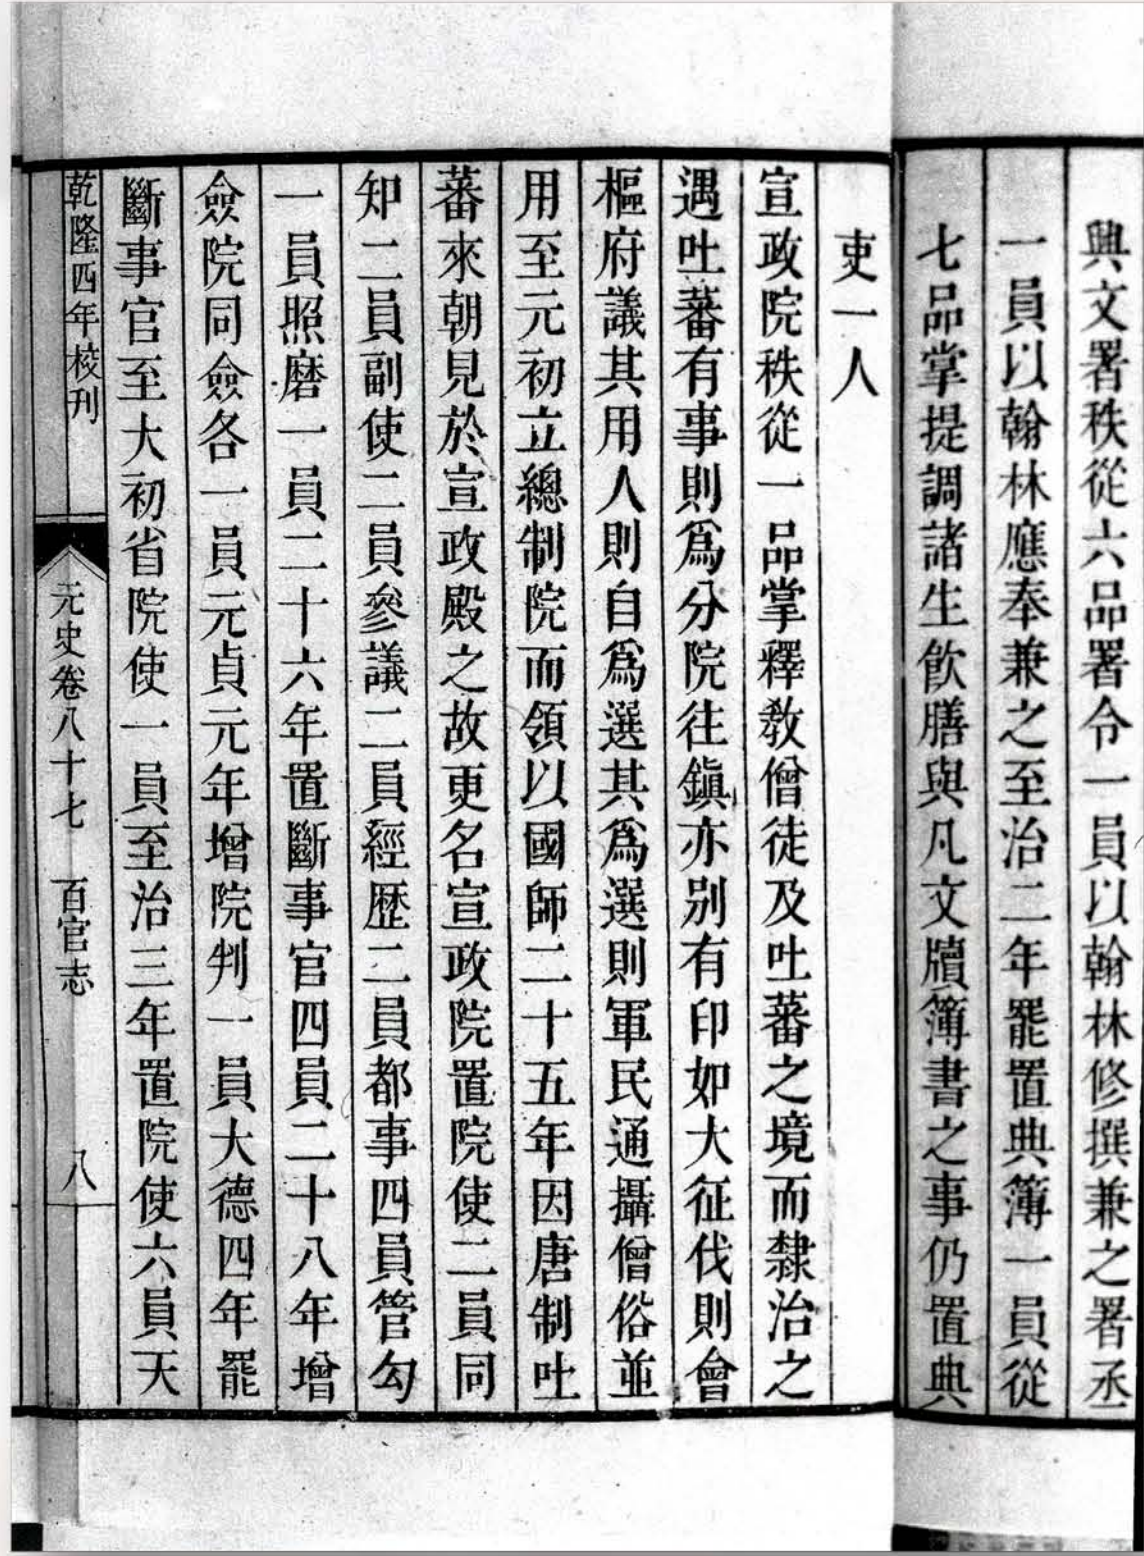 興文署秩從六品署令一員以翰林修撰兼之署丞
一員以翰林應奉兼之至治二年罷置典簿一員從
七品掌提調諸生飲膳與凡文牘簿書之事仍置典
吏一人
宣政院秩從一品掌釋教僧徒及吐蕃之境而隸治之
遇吐蕃有事則爲分院往鎮亦别有印如大征伐則會
樞府議其用人則自爲選其爲選則軍民通攝僧俗並
用至元初立總制院而領以國師二十五年因唐制吐
蕃來朝見於宣政殿之故更名宣政院置院使二員同
知二員副使二員參議二員經歷二員都事四員管勾
一員照磨一員二十六年置斷事官四員二十八年增
僉院同僉各一員元貞元年增院判一員大德四年罷
斷事官至大初省院使一員至治三年置院使六員天
乾隆四年校刊
元史卷八十七 百官志 八